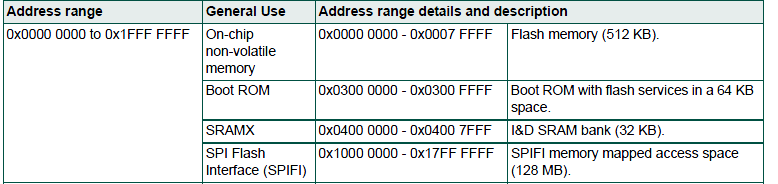 Address range General Use Address range details and description
0x0000 0000 to 0x1FFF FFFF On-chip 0x0000 0000 - 0x0007 FFFF Flash memory (512 KB).
non-volatile
memory
Boot ROM 0x0300 0000 - 0x0300 FFFF Boot ROM with flash services in a 64 KB
space.
SRAMX 0x0400 0000 - 0x0400 7FFF I&D SRAM bank (32 KB).
SPI Flash 0x1000 0000 - 0x17FF FFFF SPIFI memory mapped access space
Interface (SPIFI) (128 MB).